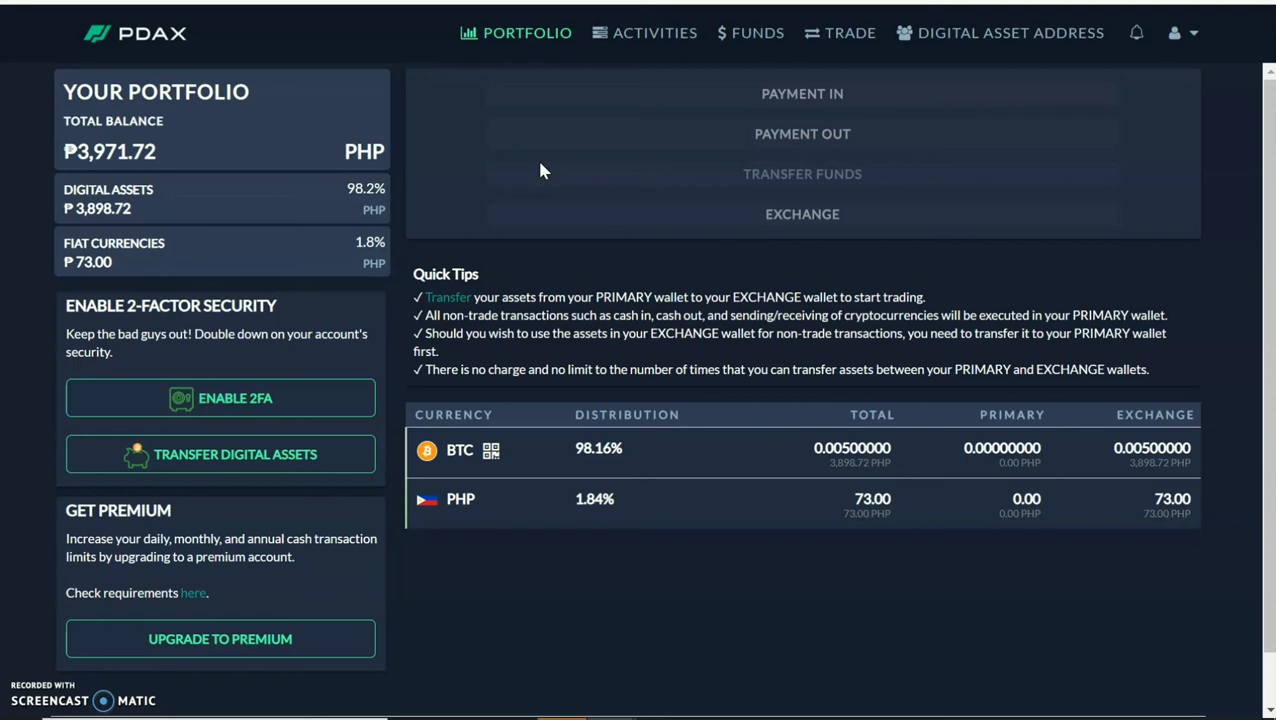 PDAX
PORTFOLIO ACTIVITIES $ FUNDS TRADE DIGITAL ASSET ADDRESS
YOUR PORTFOLIO
TOTAL BALANCE
₱3,971.72 PHP
DIGITAL ASSETS 98.2%
₱ 3,898.72 PHP
FIAT CURRENCIES 1.8%
₱ 73.00 PHP
ENABLE 2-FACTOR SECURITY
Keep the bad guys out! Double down on your account's
security.
ENABLE 2FA
TRANSFER DIGITAL ASSETS
GET PREMIUM
Increase your daily, monthly, and annual cash transaction
limits by upgrading to a premium account.
Check requirements here.
UPGRADE TO PREMIUM
PAYMENT IN
PAYMENT OUT
TRANSFER FUNDS
EXCHANGE
Quick Tips
✓ Transfer your assets from your PRIMARY wallet to your EXCHANGE wallet to start trading.
✓ All non-trade transactions such as cash in, cash out, and sending/receiving of cryptocurrencies will be executed in your PRIMARY wallet.
✓ Should you wish to use the assets in your EXCHANGE wallet for non-trade transactions, you need to transfer it to your PRIMARY wallet
first.
✓ There is no charge and no limit to the number of times that you can transfer assets between your PRIMARY and EXCHANGE wallets.
CURRENCY DISTRIBUTION TOTAL PRIMARY EXCHANGE
BTC 98.16% 0.00500000 0.00000000 0.00500000
3,898.72 PHP 0.00 PHP 3,898.72 PHP
PHP 1.84% 73.00 0.00 73.00
73.00 PHP 0.00 PHP 73.00 PHP
RECORDED WITH
SCREENCAST MATIC